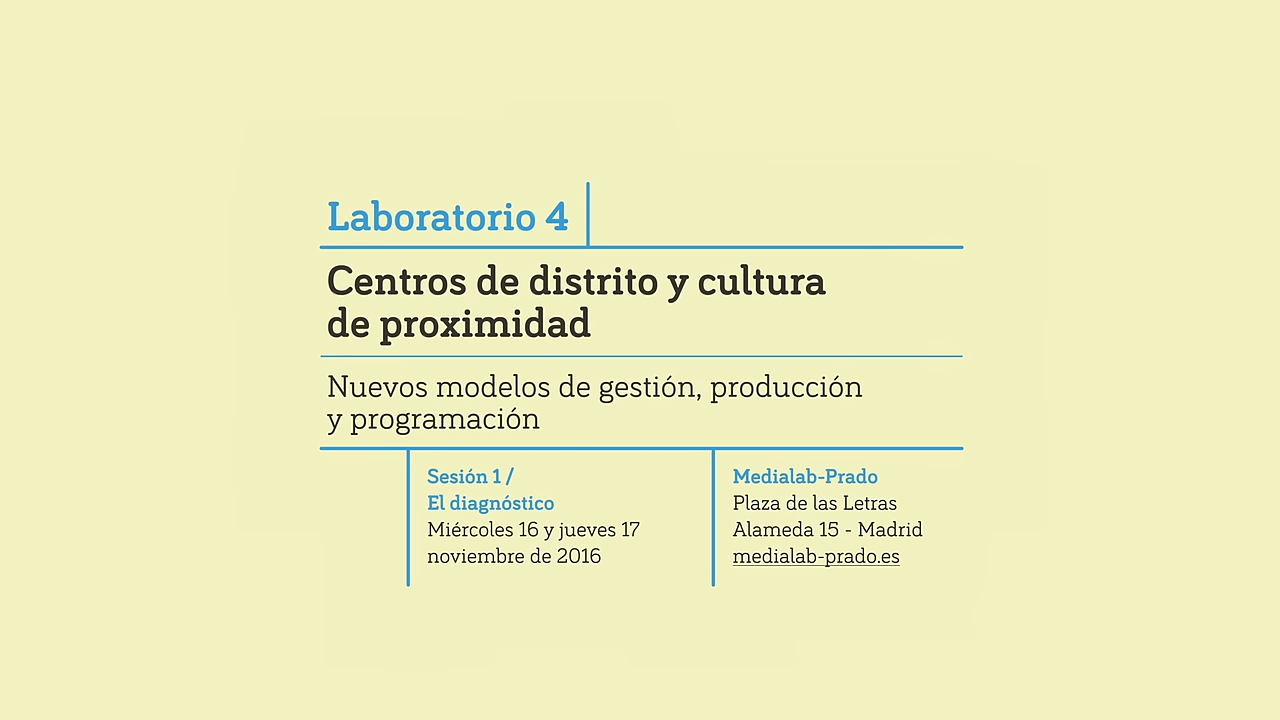 Laboratorio 4
Centros de distrito y cultura
de proximidad
Nuevos modelos de gestión, producción
y programación
Sesión 1 /
El diagnóstico
Miércoles 16 y jueves 17
noviembre de 2016
Medialab-Prado
Plaza de las Letras
Alameda 15 - Madrid
medialab-prado.es